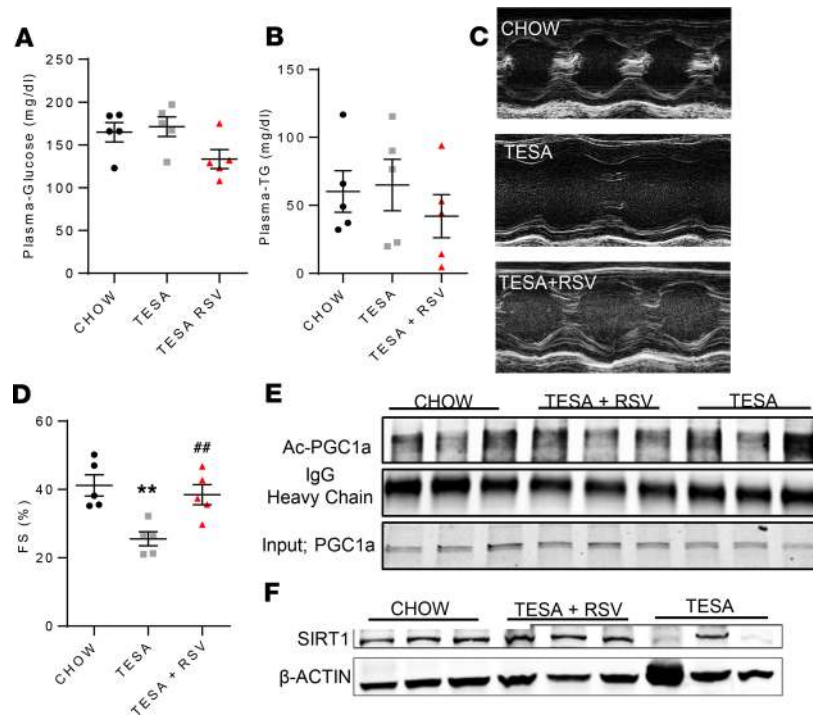 A
Plasma-Glucose (mg/dl)
250
200
150
100
50
0
CHOW
TESA
TESA RSV
B
Plasma-TG (mg/dl)
150
100
50
0
CHOW
TESA
TESA + RSV
C
CHOW
TESA
TESA+RSV
D
FS (%)
60
40
20
0
**
##
CHOW
TESA
TESA + RSV
E
CHOW TESA + RSV TESA
Ac-PGC1a
IgG
Heavy Chain
Input; PGC1a
F
CHOW TESA + RSV TESA
SIRT1
β-ACTIN